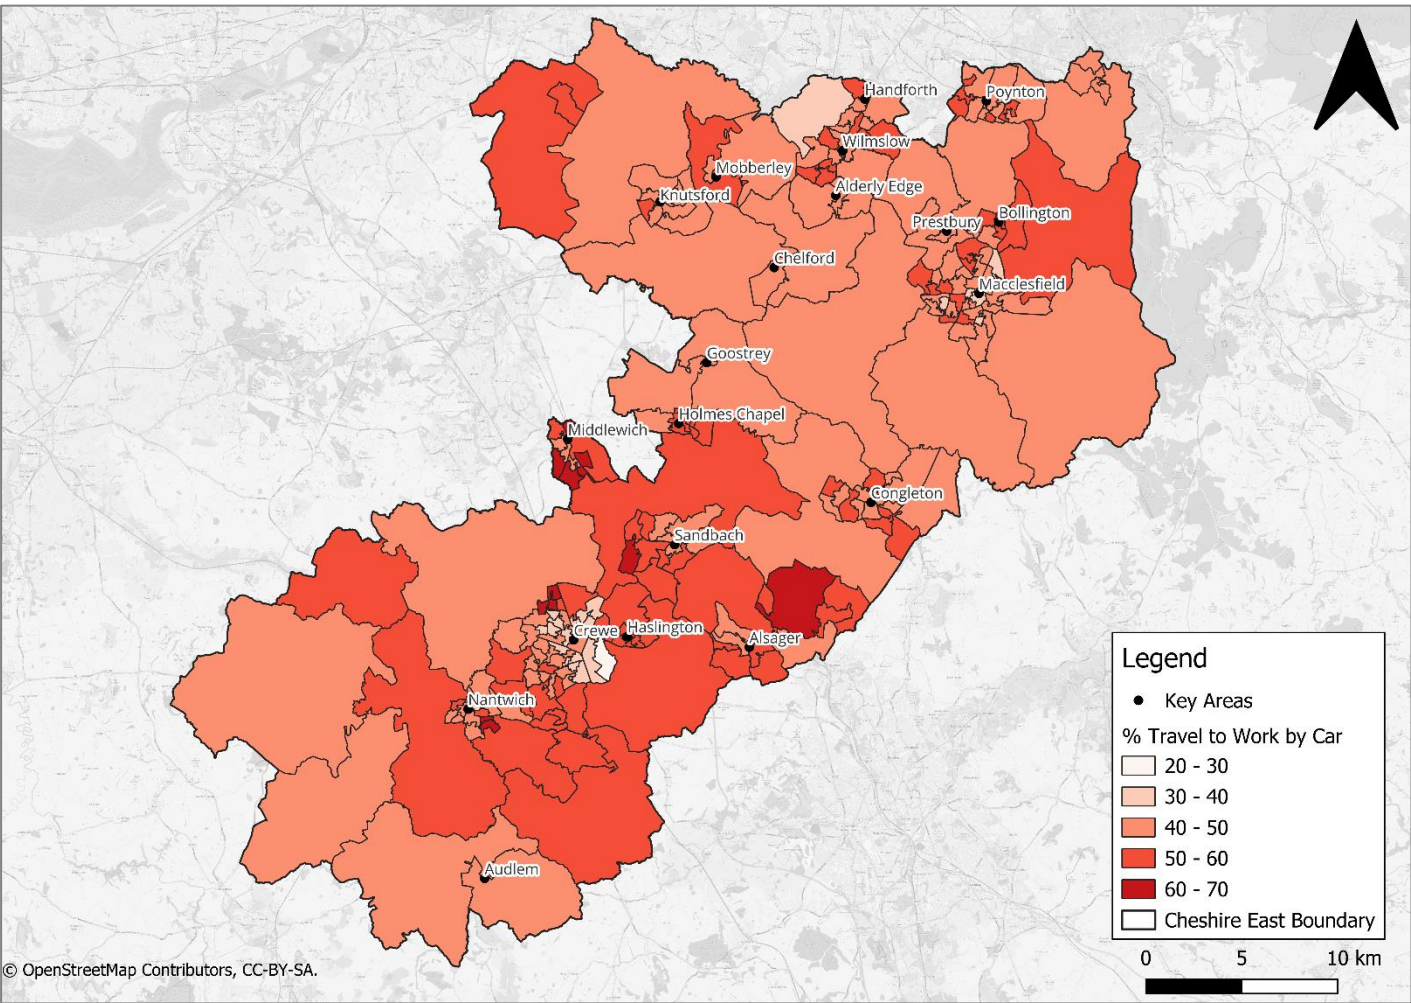 Handforth
Poynton
Wilmslow
Mobberley
Alderly Edge
Knutsford
Bollington
Prestbury
Chelford
Macclesfield
Goostrey
Holmes Chapel
Middlewich
Congleton
Sandbach
Crewe
Haslington
Alsager
Nantwich
Audlem
Legend
Key Areas
% Travel to Work by Car
20 - 30
30 - 40
40 - 50
50 - 60
60 - 70
Cheshire East Boundary
0 5 10 km
© OpenStreetMap Contributors, CC-BY-SA.